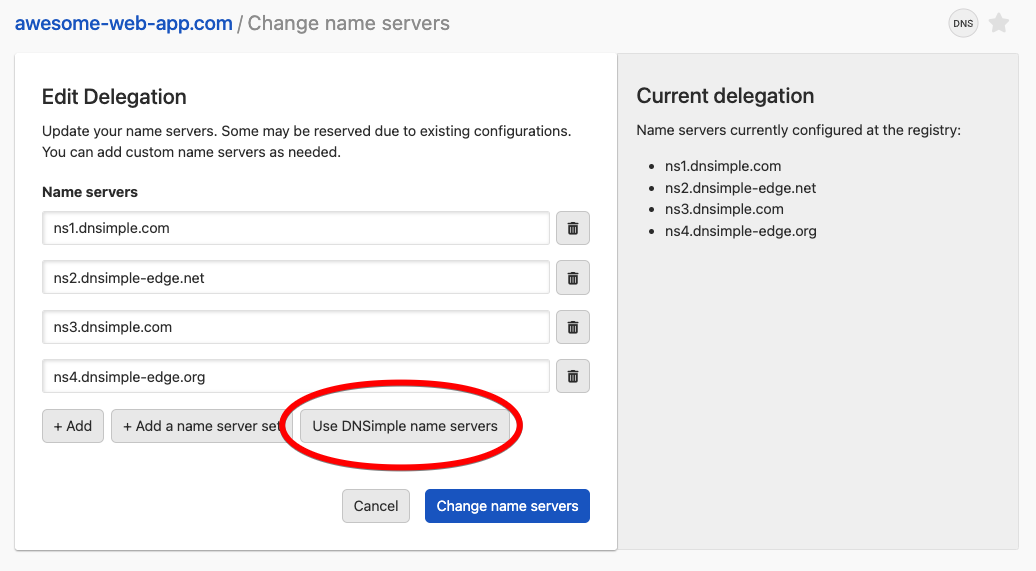 awesome-web-app.com / Change name servers
DNS
Edit Delegation
Update your name servers. Some may be reserved due to existing configurations.
You can add custom name servers as needed.
Name servers
ns1.dnsimple.com
ns2.dnsimple-edge.net
ns3.dnsimple.com
ns4.dnsimple-edge.org
+ Add
+ Add a name server set
Use DNSimple name servers
Cancel
Change name servers
Current delegation
Name servers currently configured at the registry:
• ns1.dnsimple.com
• ns2.dnsimple-edge.net
• ns3.dnsimple.com
• ns4.dnsimple-edge.org